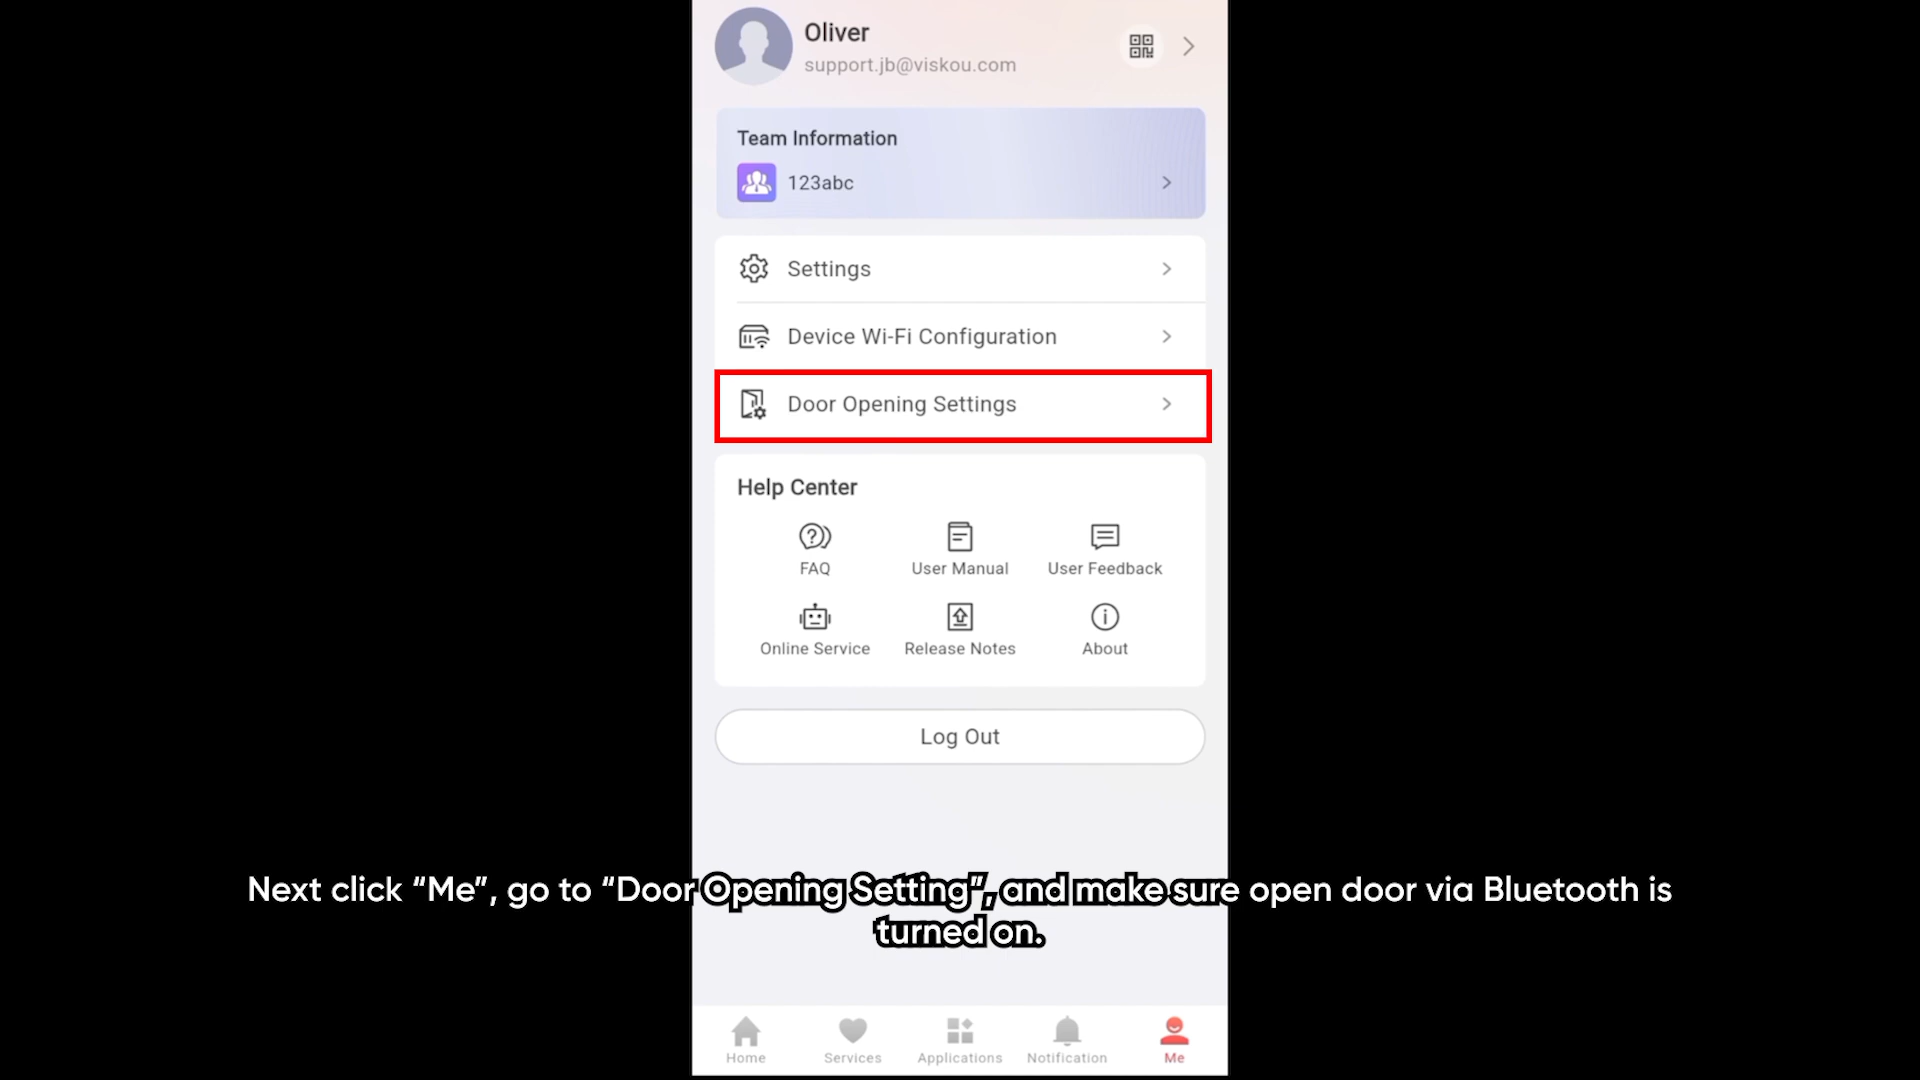 Oliver
support.jb@viskou.com
Team Information
123abc
Settings
Device Wi-Fi Configuration
Door Opening Settings
Help Center
FAQ
User Manual
User Feedback
Online Service
Release Notes
About
Log Out
Next click “Me”, go to “Door Opening Setting”, and make sure open door via Bluetooth is
turned on.
Home
Services
Applications
Notification
Me